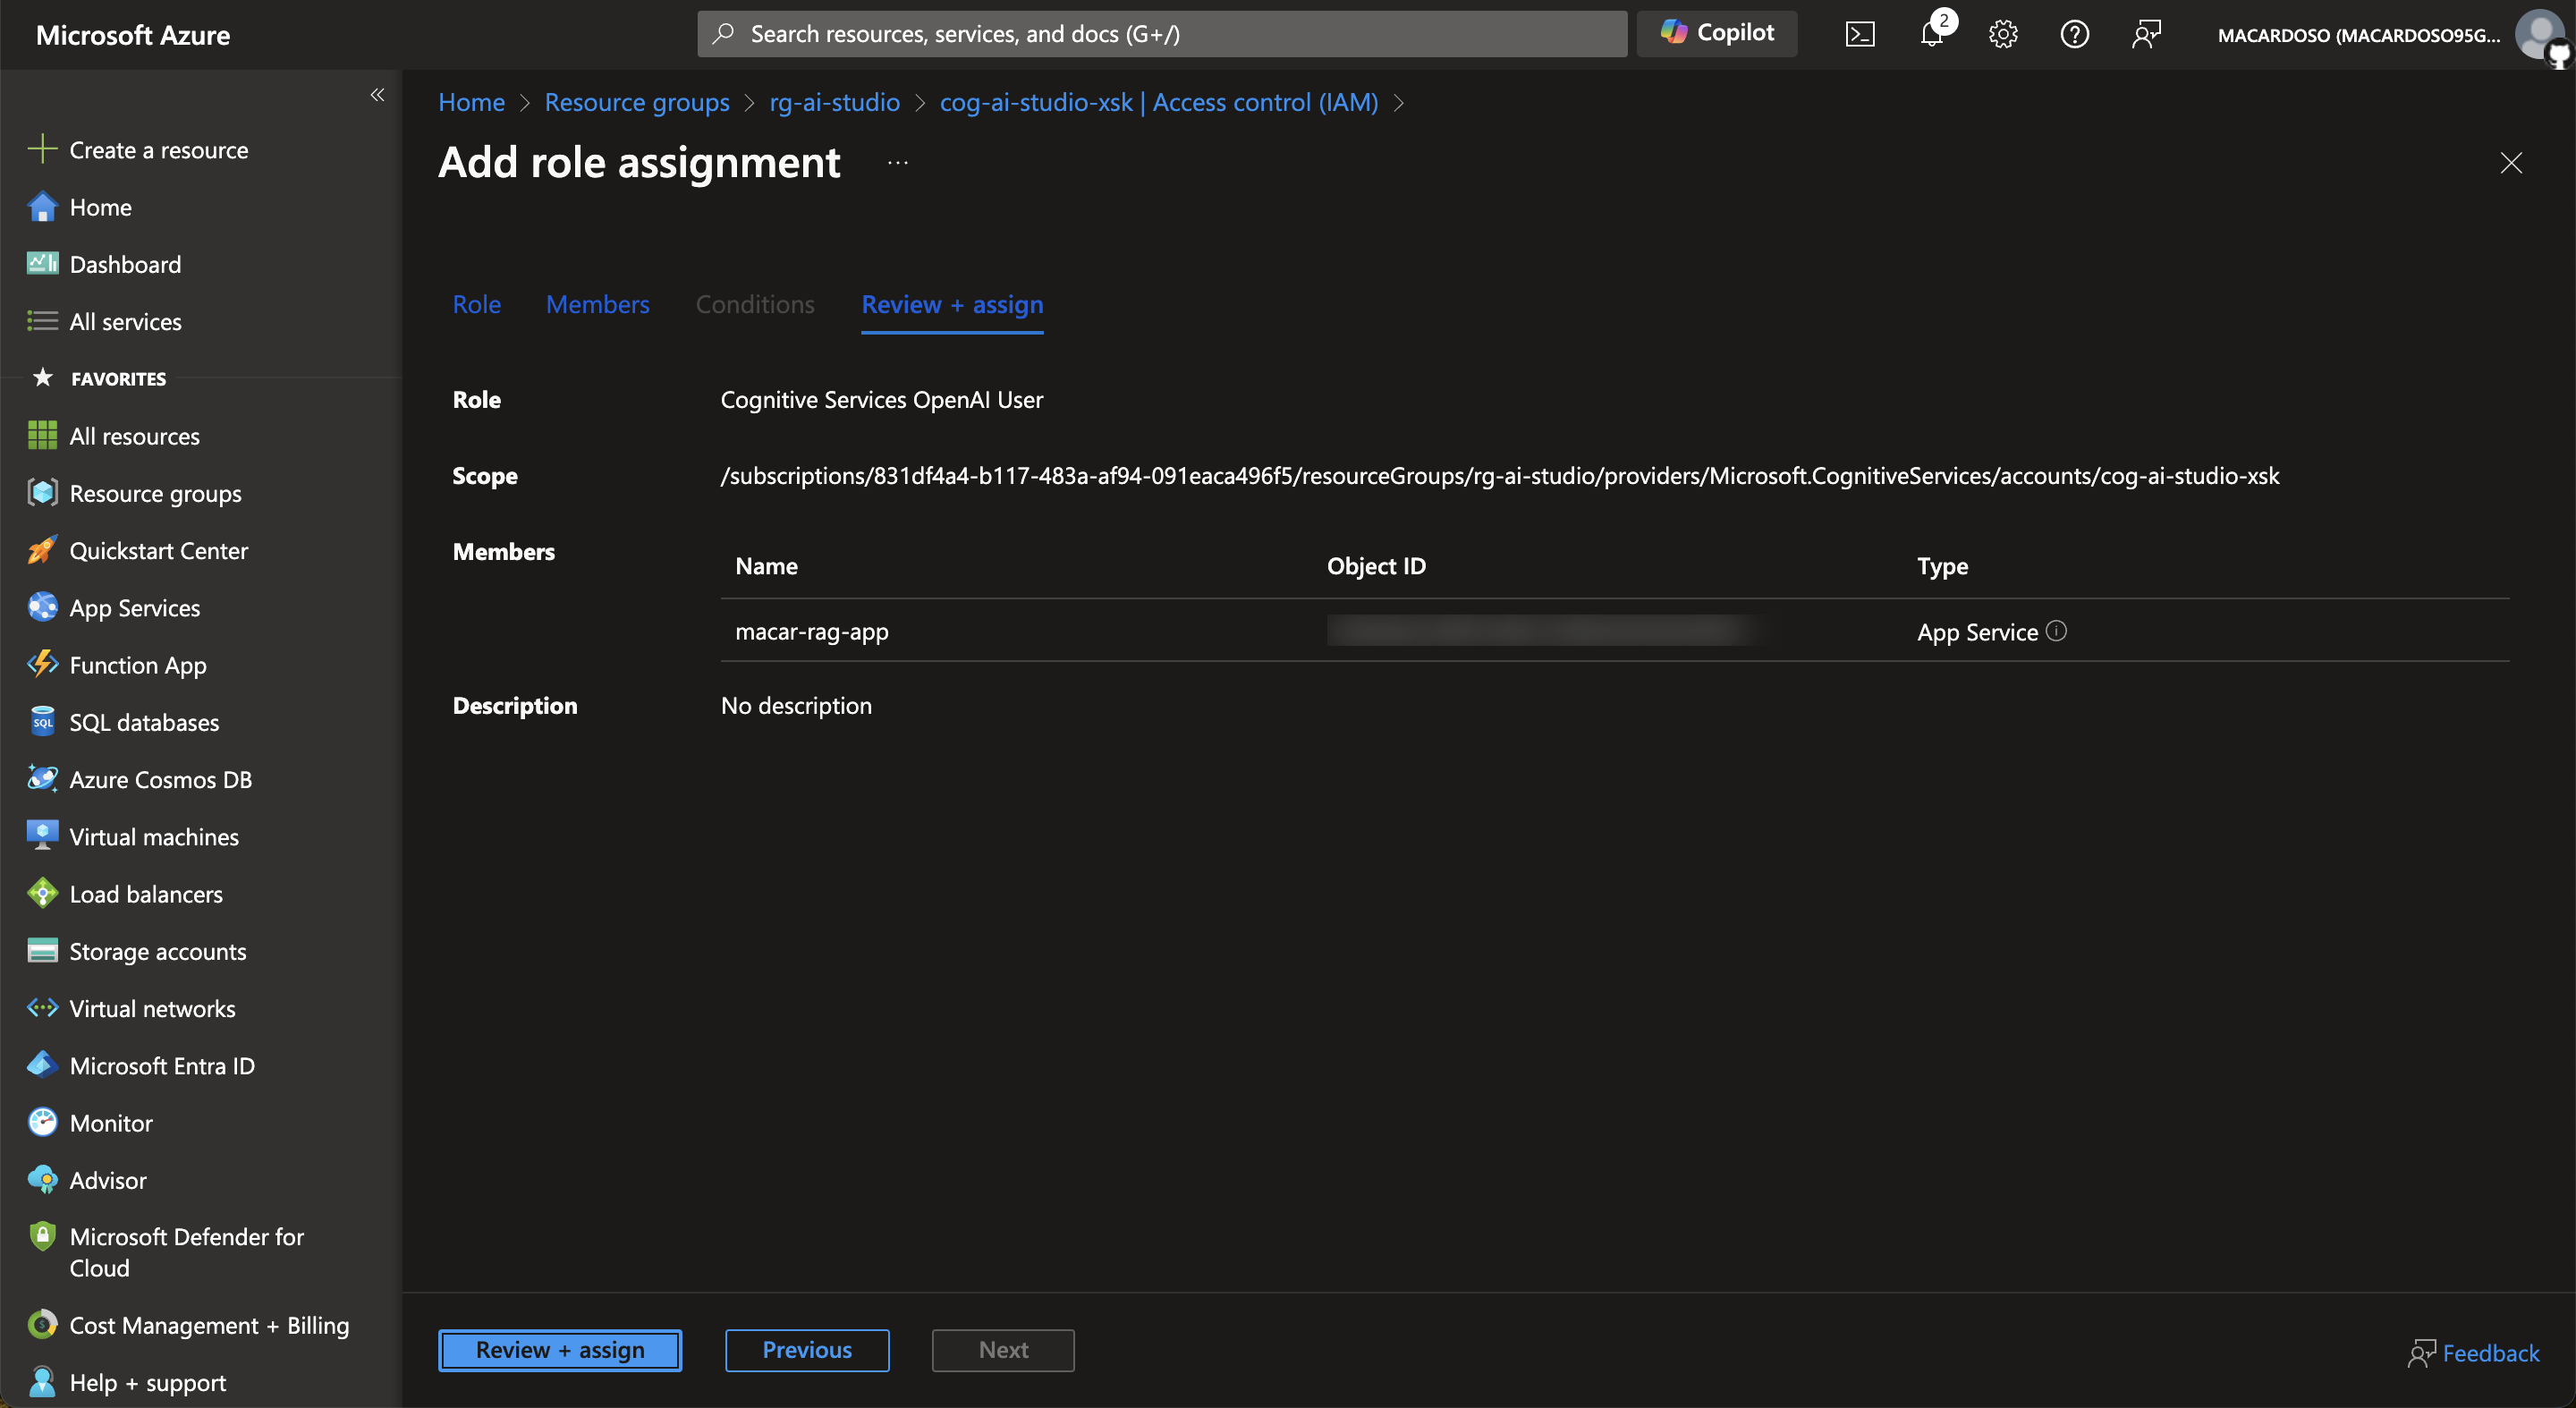 Microsoft Azure
Search resources, services, and docs (G+/)
Copilot
2
MACARDOSO (MACARDOSO95G...
Create a resource
Home
Dashboard
All services
FAVORITES
All resources
Resource groups
Quickstart Center
App Services
Function App
SQL
SQL databases
Azure Cosmos DB
Virtual machines
Load balancers
Storage accounts
Virtual networks
Microsoft Entra ID
Monitor
Advisor
Microsoft Defender for
Cloud
Cost Management + Billing
Help + support
Home > Resource groups > rg-ai-studio > cog-ai-studio-xsk | Access control (IAM) >
Add role assignment ...
Role Members Conditions Review + assign
Role Cognitive Services OpenAI User
Scope /subscriptions/831df4a4-b117-483a-af94-091eaca496f5/resourceGroups/rg-ai-studio/providers/Microsoft.CognitiveServices/accounts/cog-ai-studio-xsk
Members
Name Object ID Type
macar-rag-app App Service
Description No description
Review + assign Previous Next
Feedback